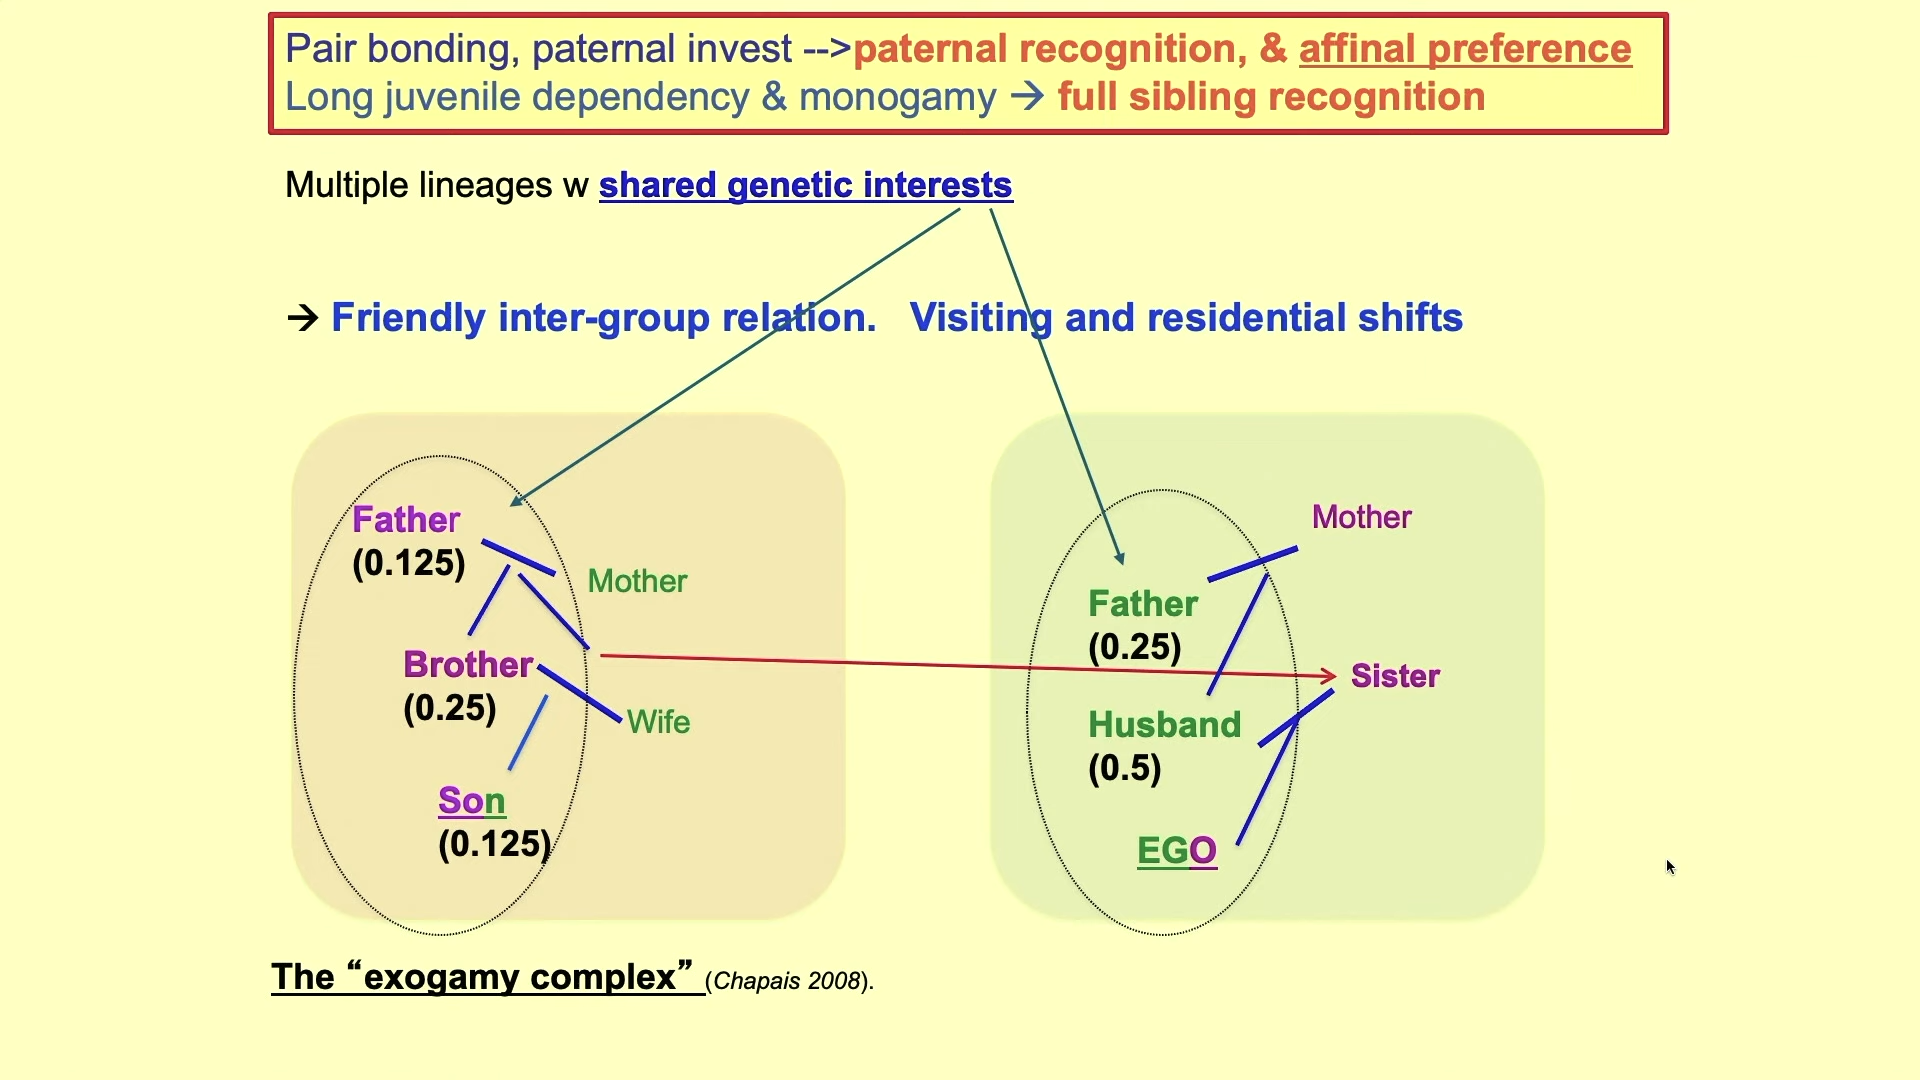 Pair bonding, paternal invest -->paternal recognition, & affinal preference
Long juvenile dependency & monogamy → full sibling recognition
Multiple lineages w shared genetic interests
→ Friendly inter-group relation. Visiting and residential shifts
Father
(0.125)
Mother
Brother
(0.25)
Wife
Son
(0.125)
Mother
Father
(0.25)
Sister
Husband
(0.5)
EGO
The “exogamy complex” (Chapais 2008).